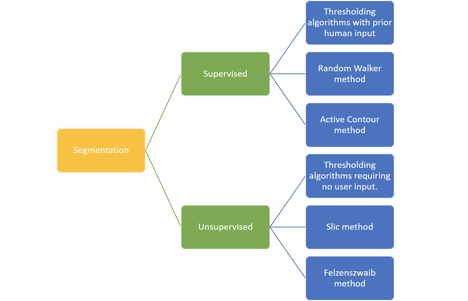 Segmentation
Supervised
Thresholding
algorithms with prior
human input
Random Walker
method
Active Contour
method
Unsupervised
Thresholding
algorithms requiring
no user input.
Slic method
Felzenszwaib
method